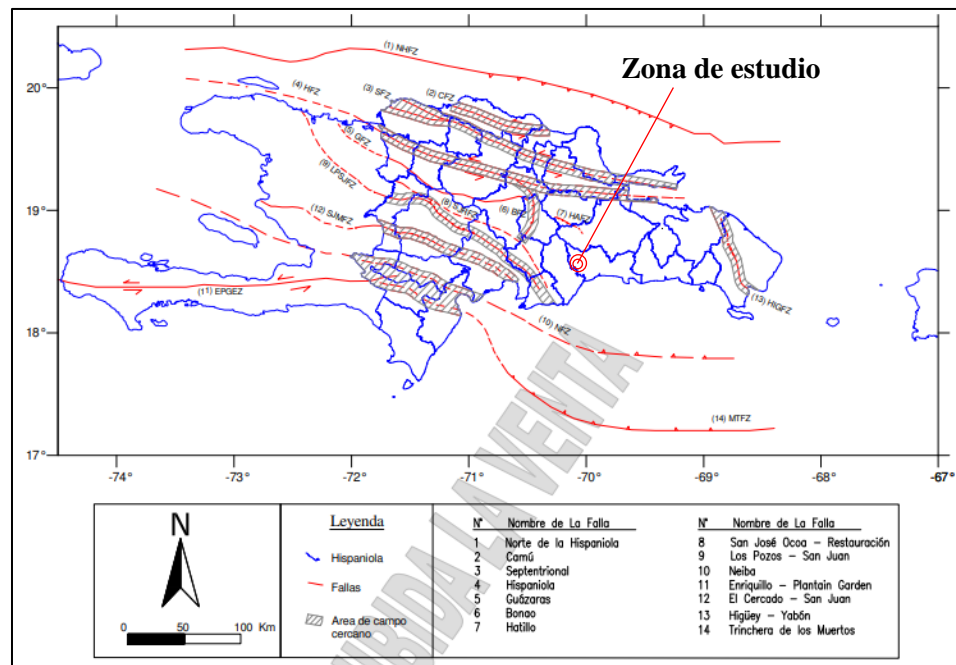 Zona de estudio
20°
19°
18°
17°
-74°
-73°
-72°
-71°
-70°
-69°
-68°
-67°
(1) NHFZ
(2) CFZ
(3) SFZ
(4) HFZ
(5) GFZ
(9) LPSJFZ
(12) SJMFZ
(6) BFZ
(7) HAFZ
(11) EPGEZ
(10) NFZ
(13) HIGFZ
(14) MTFZ
UBIDA LA VENTA
N
0 50 100 Km
Leyenda
Hispaniola
Fallas
Area de campo
cercano
N° Nombre de La Falla
1 Norte de la Hispaniola
2 Camú
3 Septentrional
4 Hispaniola
5 Guázaras
6 Bonao
7 Hatillo
N° Nombre de La Falla
8 San José Ocoa – Restauración
9 Los Pozos – San Juan
10 Neiba
11 Enriquillo – Plantain Garden
12 El Cercado – San Juan
13 Higüey – Yabón
14 Trinchera de los Muertos